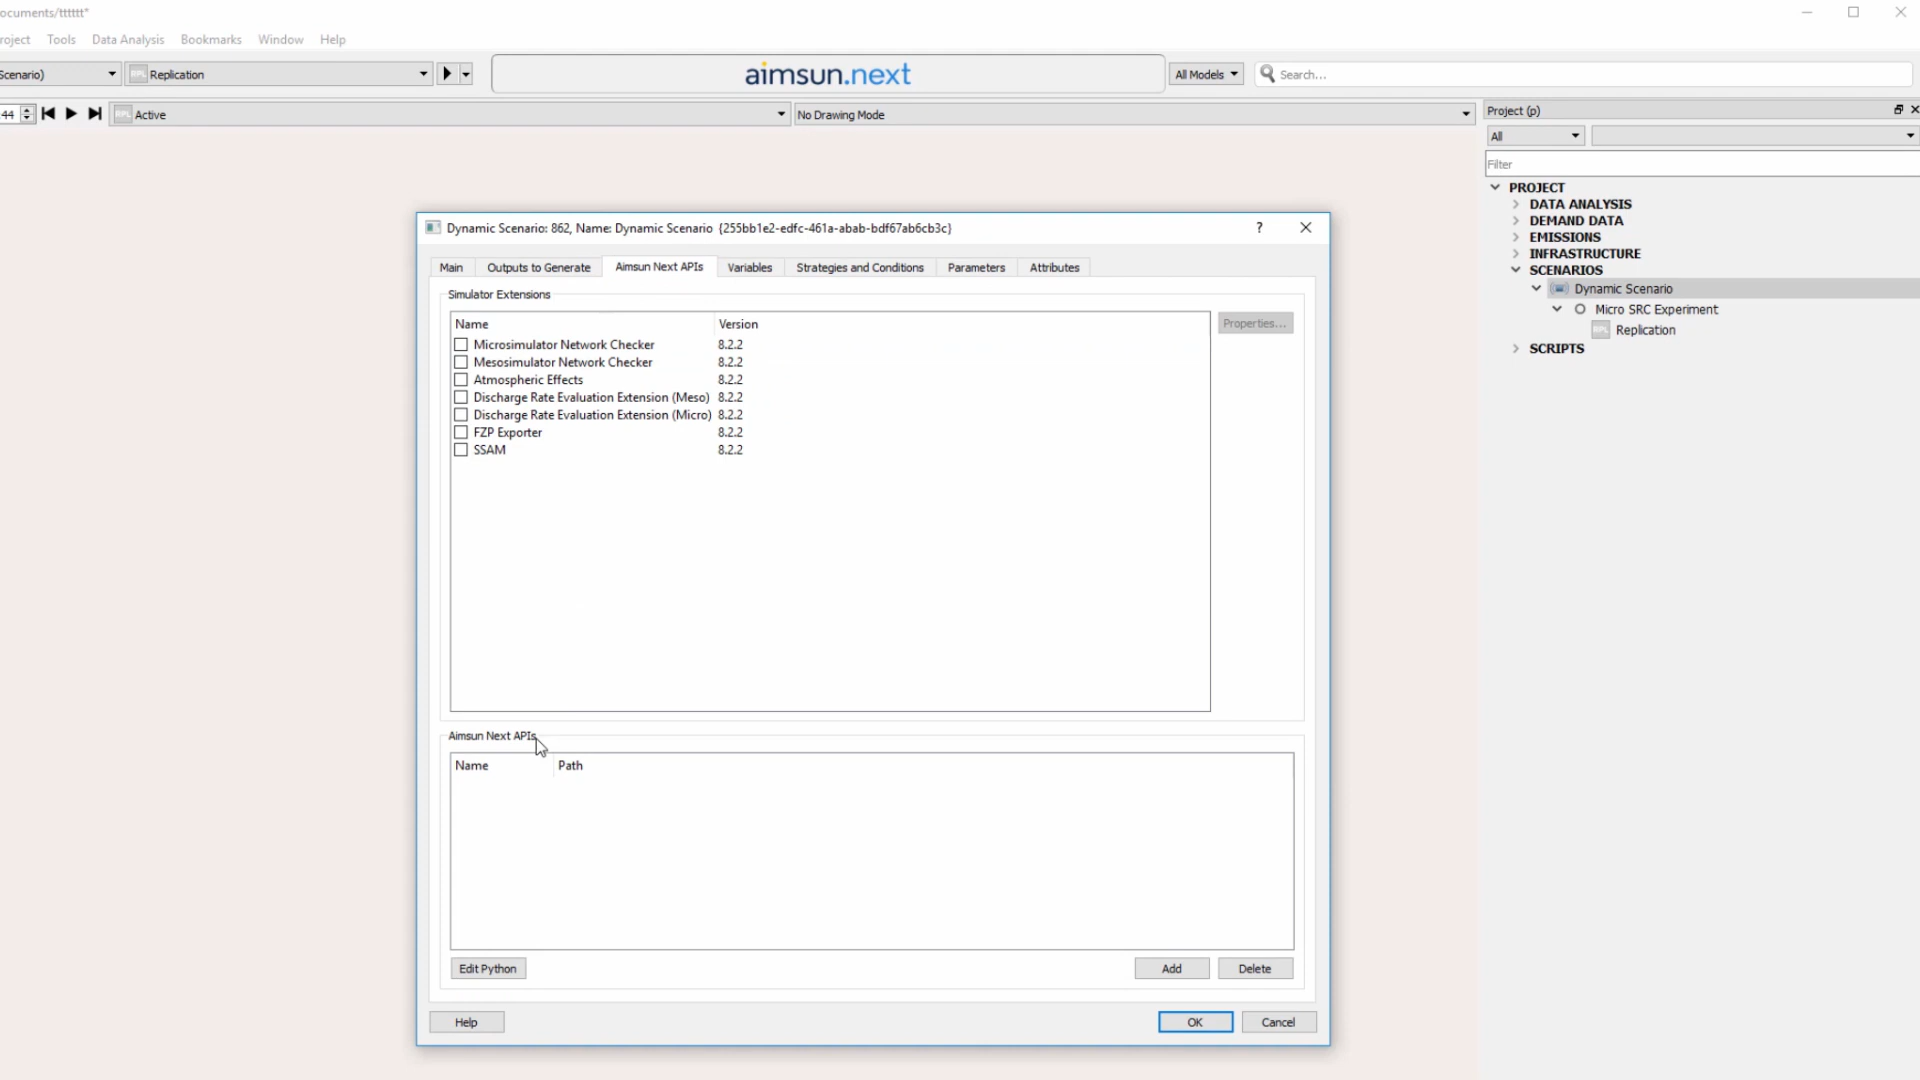 ocuments/tttttt*
roject Tools Data Analysis Bookmarks Window Help
Scenario) Replication aimsun.next All Models Search...
44 Active No Drawing Mode
Project (p)
All
Filter
PROJECT
DATA ANALYSIS
DEMAND DATA
EMISSIONS
INFRASTRUCTURE
SCENARIOS
Dynamic Scenario
Micro SRC Experiment
Replication
SCRIPTS
Dynamic Scenario: 862, Name: Dynamic Scenario {255bb1e2-edfc-461a-abab-bdf67ab6cb3c} ?
Main Outputs to Generate Aimsun Next APIs Variables Strategies and Conditions Parameters Attributes
Simulator Extensions
Name Version Properties...
Microsimulator Network Checker 8.2.2
Mesosimulator Network Checker 8.2.2
Atmospheric Effects 8.2.2
Discharge Rate Evaluation Extension (Meso) 8.2.2
Discharge Rate Evaluation Extension (Micro) 8.2.2
FZP Exporter 8.2.2
SSAM 8.2.2
Aimsun Next APIs
Name Path
Edit Python Add Delete
Help OK Cancel